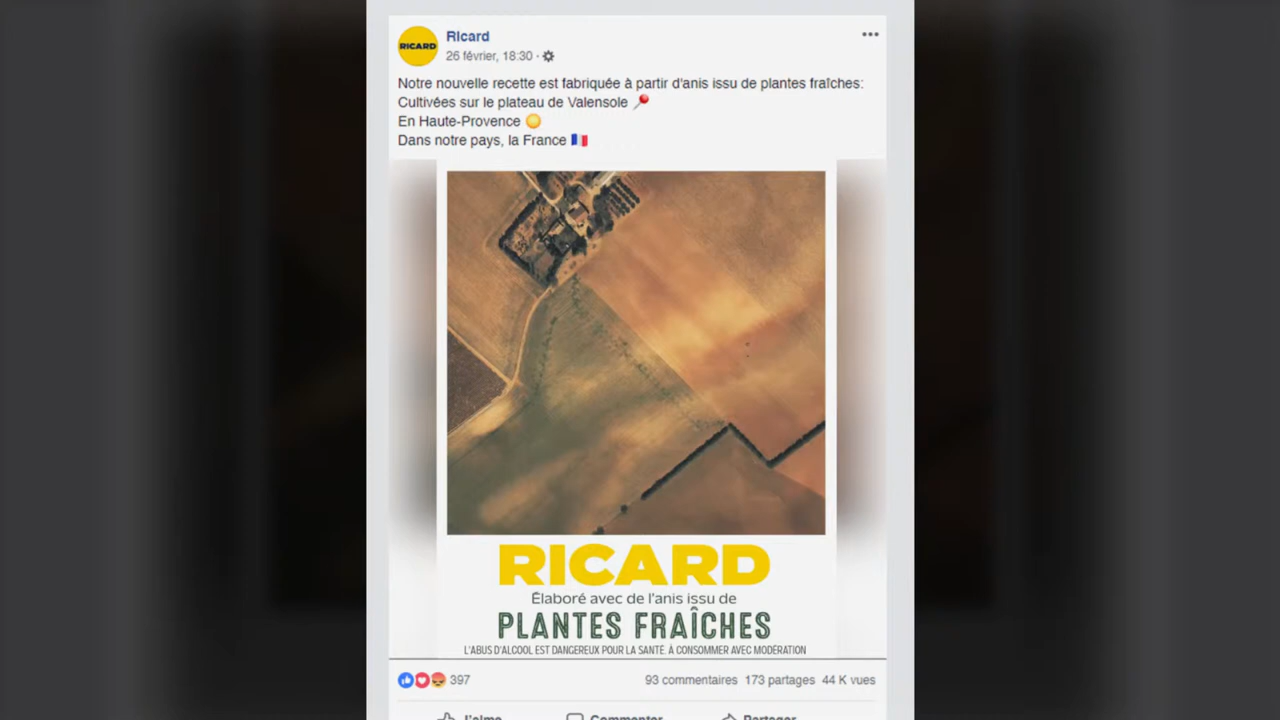 RICARD
Ricard
26 février, 18:30 ·
Notre nouvelle recette est fabriquée à partir d'anis issu de plantes fraîches:
Cultivées sur le plateau de Valensole 📍
En Haute-Provence 🌕
Dans notre pays, la France 🇫🇷
RICARD
Élaboré avec de l'anis issu de
PLANTES FRAÎCHES
L'ABUS D'ALCOOL EST DANGEREUX POUR LA SANTÉ. À CONSOMMER AVEC MODÉRATION
397 93 commentaires 173 partages 44 K vues
J'aime Commenter Partager